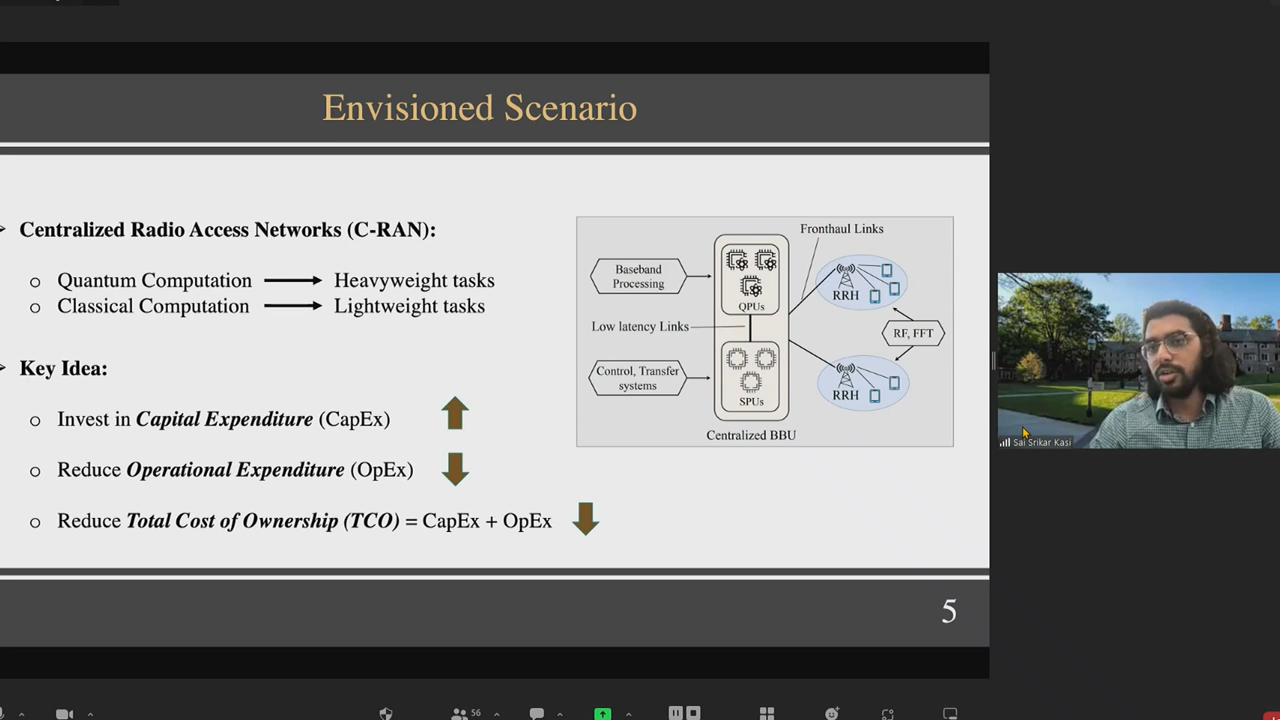 Envisioned Scenario
Centralized Radio Access Networks (C-RAN):
Quantum Computation
Heavyweight tasks
Classical Computation
Lightweight tasks
Key Idea:
Invest in Capital Expenditure (CapEx)
Reduce Operational Expenditure (OpEx)
Reduce Total Cost of Ownership (TCO) = CapEx + OpEx
Fronthaul Links
Baseband
Processing
QPUs
RRH
Low latency Links
RF, FFT
Control, Transfer
systems
SPUs
RRH
Centralized BBU
Sai Srikar Kasi
5
56